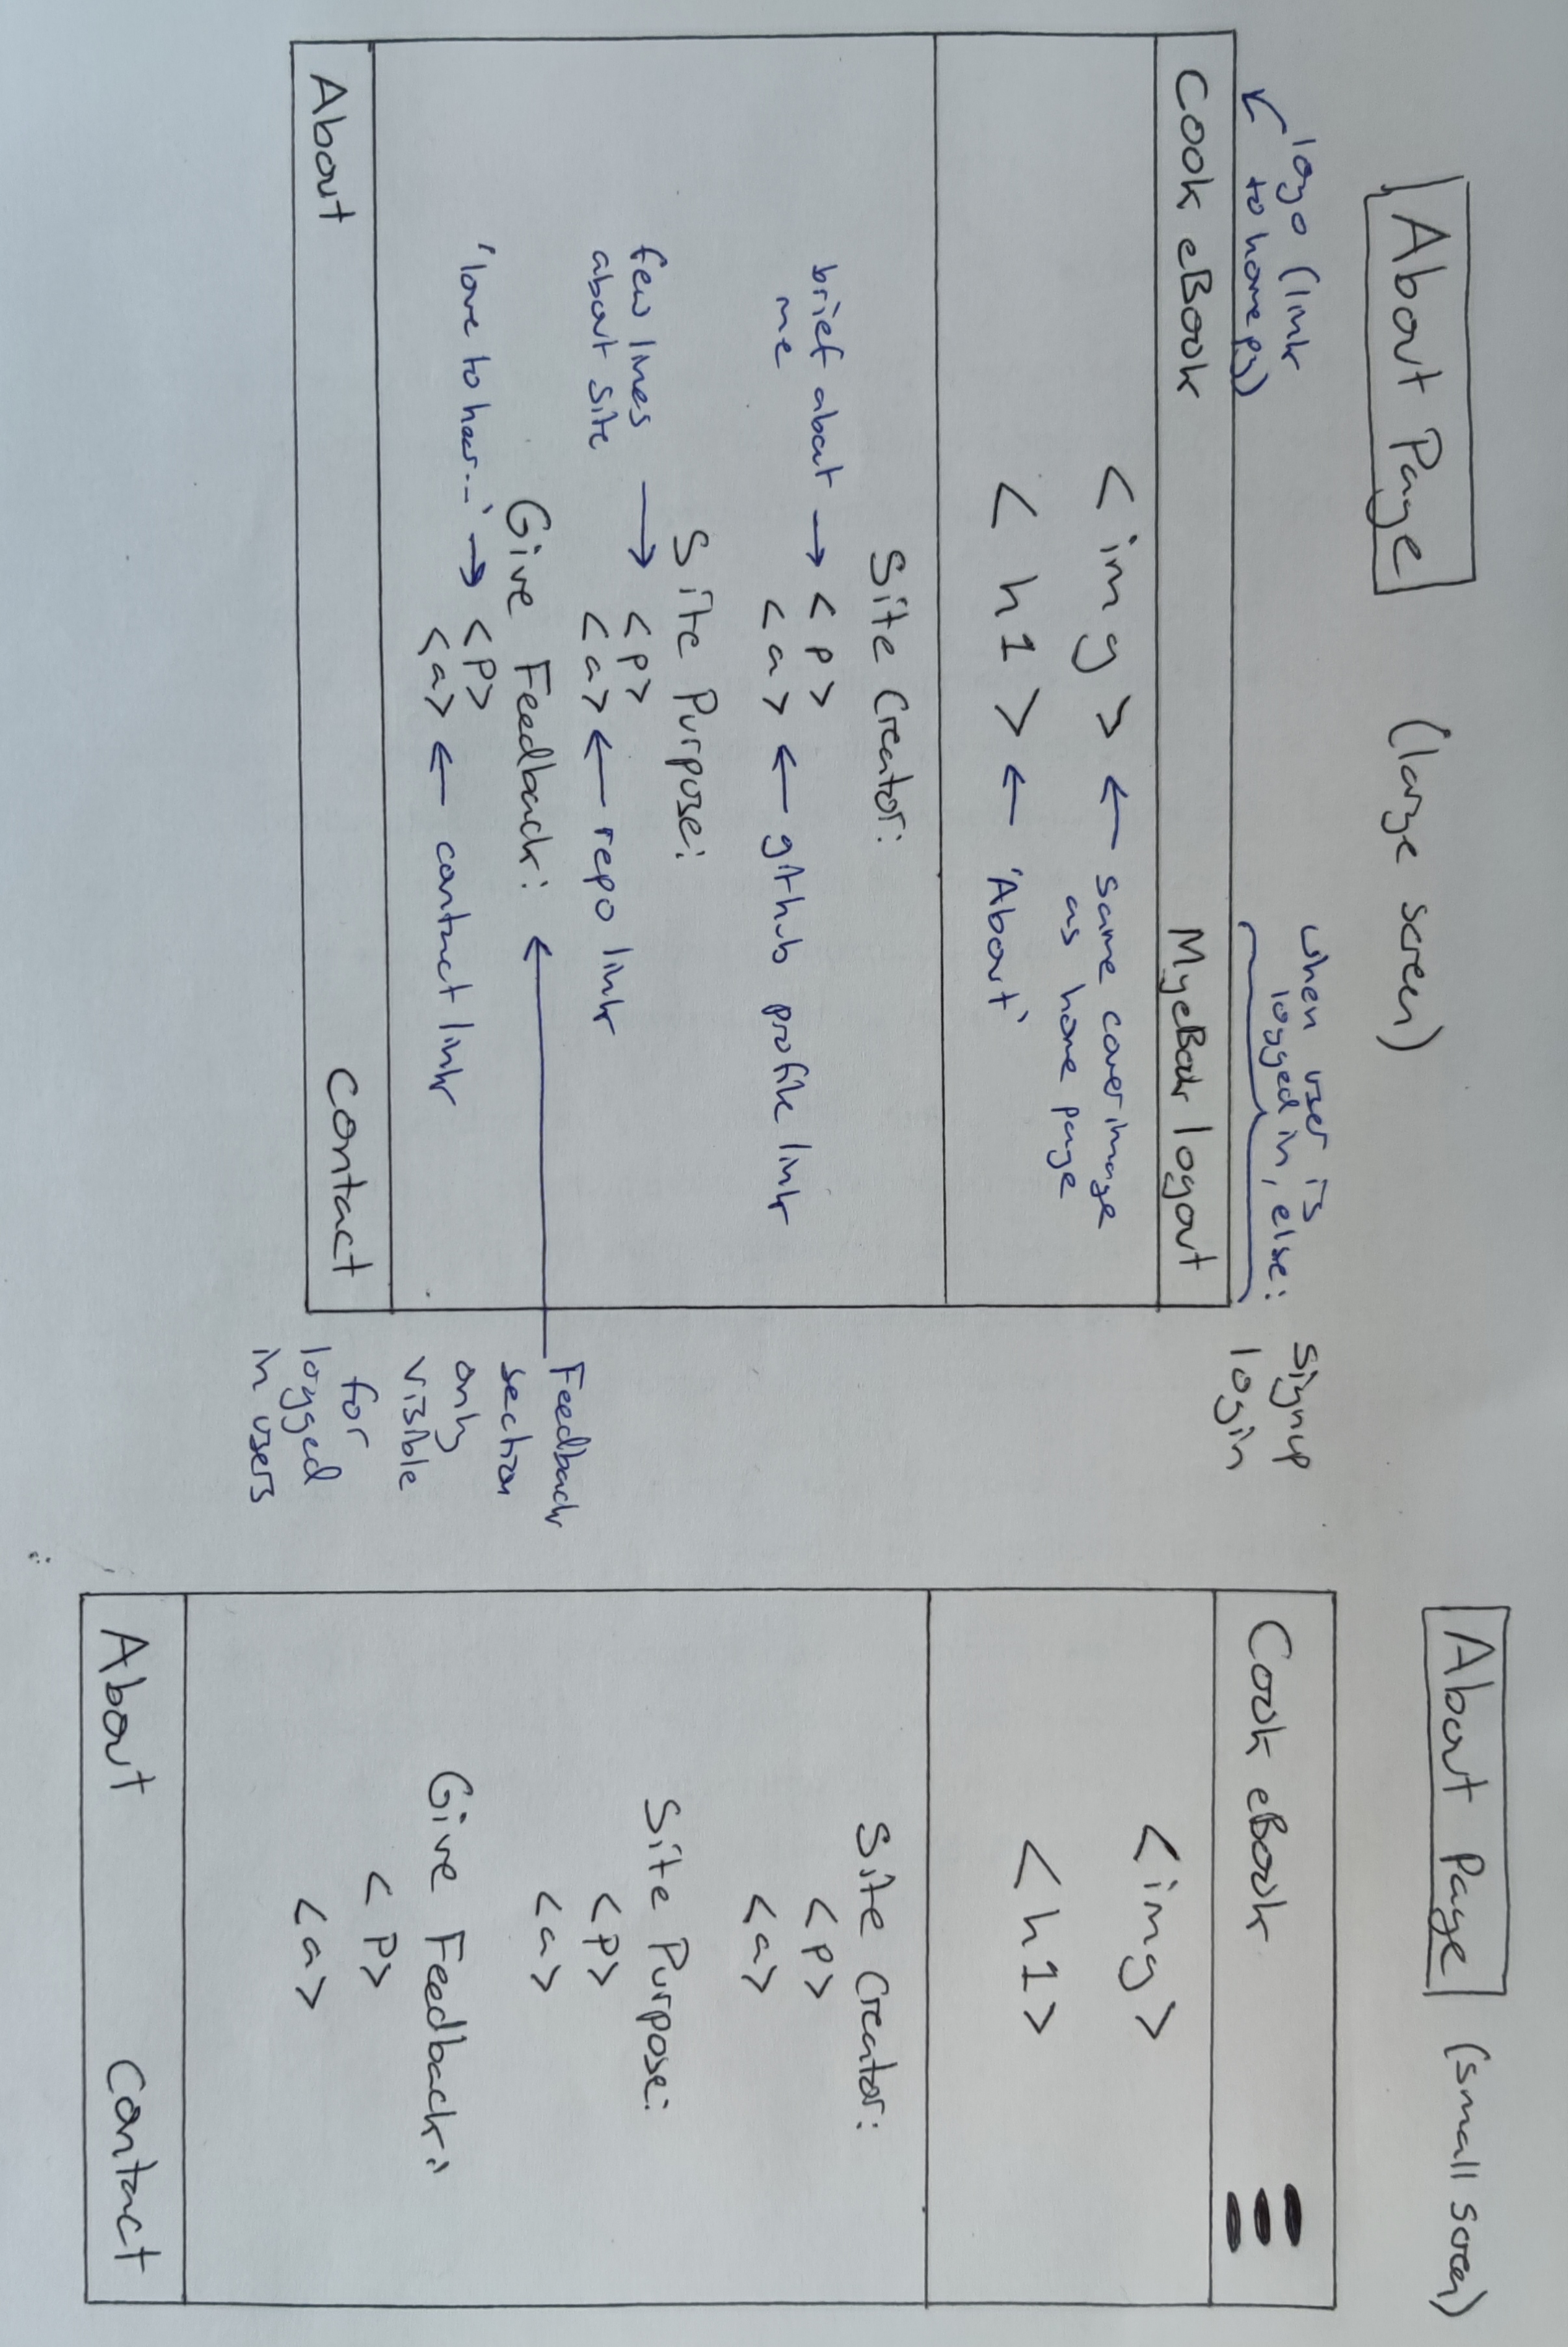 About Page (large screen)
logo (link
to home pg)
when user is
logged in, else:
Signup
login
Cook eBook MyeBook logout
<img> ← same cover image
as home page
<h1> ← 'About'
Site Creator:
brief about → <p>
me
<a> ← github profile link
Site Purpose:
few lines → <p>
about site
<a> ← repo link
Give Feedback: ←
'love to hear...' → <P>
<a> ← contact link
Feedback
section
only
visible
for
logged
in users
About Contact
About Page (small screen)
Cook eBook
<img>
<h1>
Site Creator:
<P>
<a>
Site Purpose:
<P>
<a>
Give Feedback:
<P>
<a>
About Contact